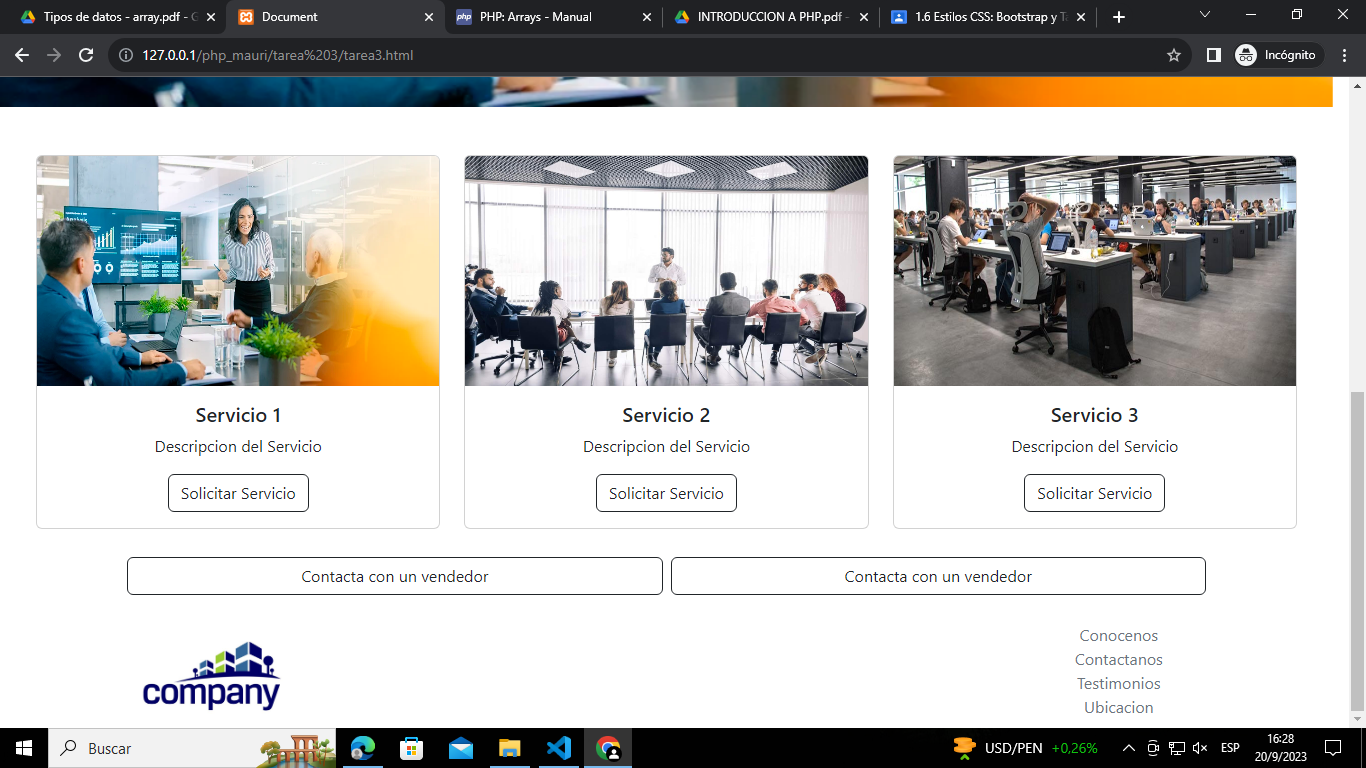 Tipos de datos - array.pdf - G
Document
PHP: Arrays - Manual
INTRODUCCION A PHP.pdf -
1.6 Estilos CSS: Bootstrap y Ta
127.0.0.1/php_mauri/tarea%203/tarea3.html
Incógnito
Servicio 1
Descripcion del Servicio
Solicitar Servicio
Servicio 2
Descripcion del Servicio
Solicitar Servicio
Servicio 3
Descripcion del Servicio
Solicitar Servicio
Contacta con un vendedor
Contacta con un vendedor
company
Conocenos
Contactanos
Testimonios
Ubicacion
Buscar
USD/PEN +0,26%
ESP
16:28
20/9/2023